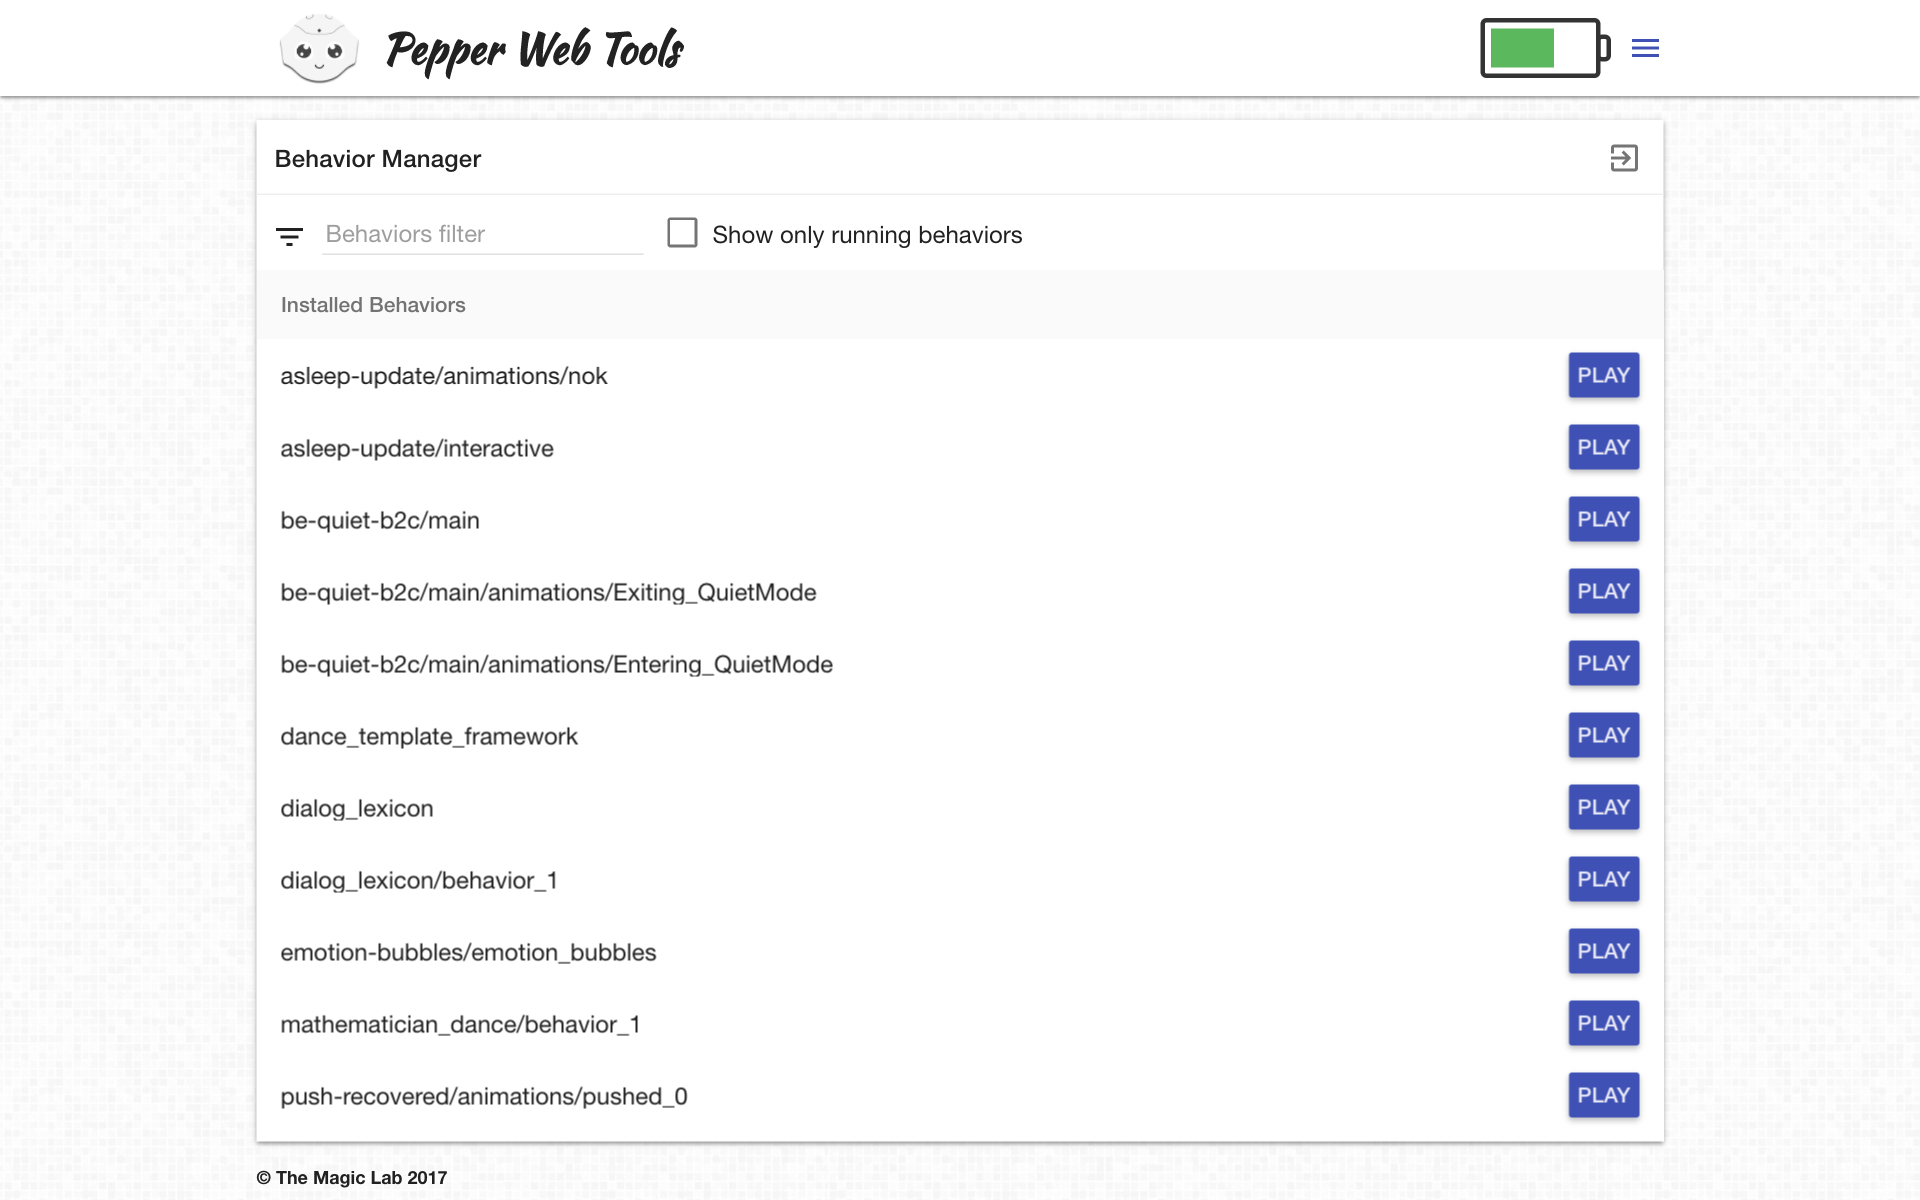 Pepper Web Tools
Behavior Manager
Behaviors filter
Show only running behaviors
Installed Behaviors
asleep-update/animations/nok PLAY
asleep-update/interactive PLAY
be-quiet-b2c/main PLAY
be-quiet-b2c/main/animations/Exiting_QuietMode PLAY
be-quiet-b2c/main/animations/Entering_QuietMode PLAY
dance_template_framework PLAY
dialog_lexicon PLAY
dialog_lexicon/behavior_1 PLAY
emotion-bubbles/emotion_bubbles PLAY
mathematician_dance/behavior_1 PLAY
push-recovered/animations/pushed_0 PLAY
© The Magic Lab 2017